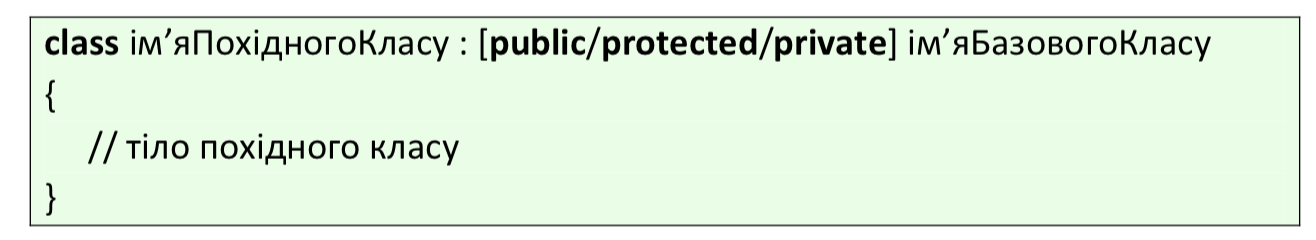 class ім’яПохідногоКласу : [public/protected/private] ім’яБазовогоКласу
{
// тіло похідного класу
}